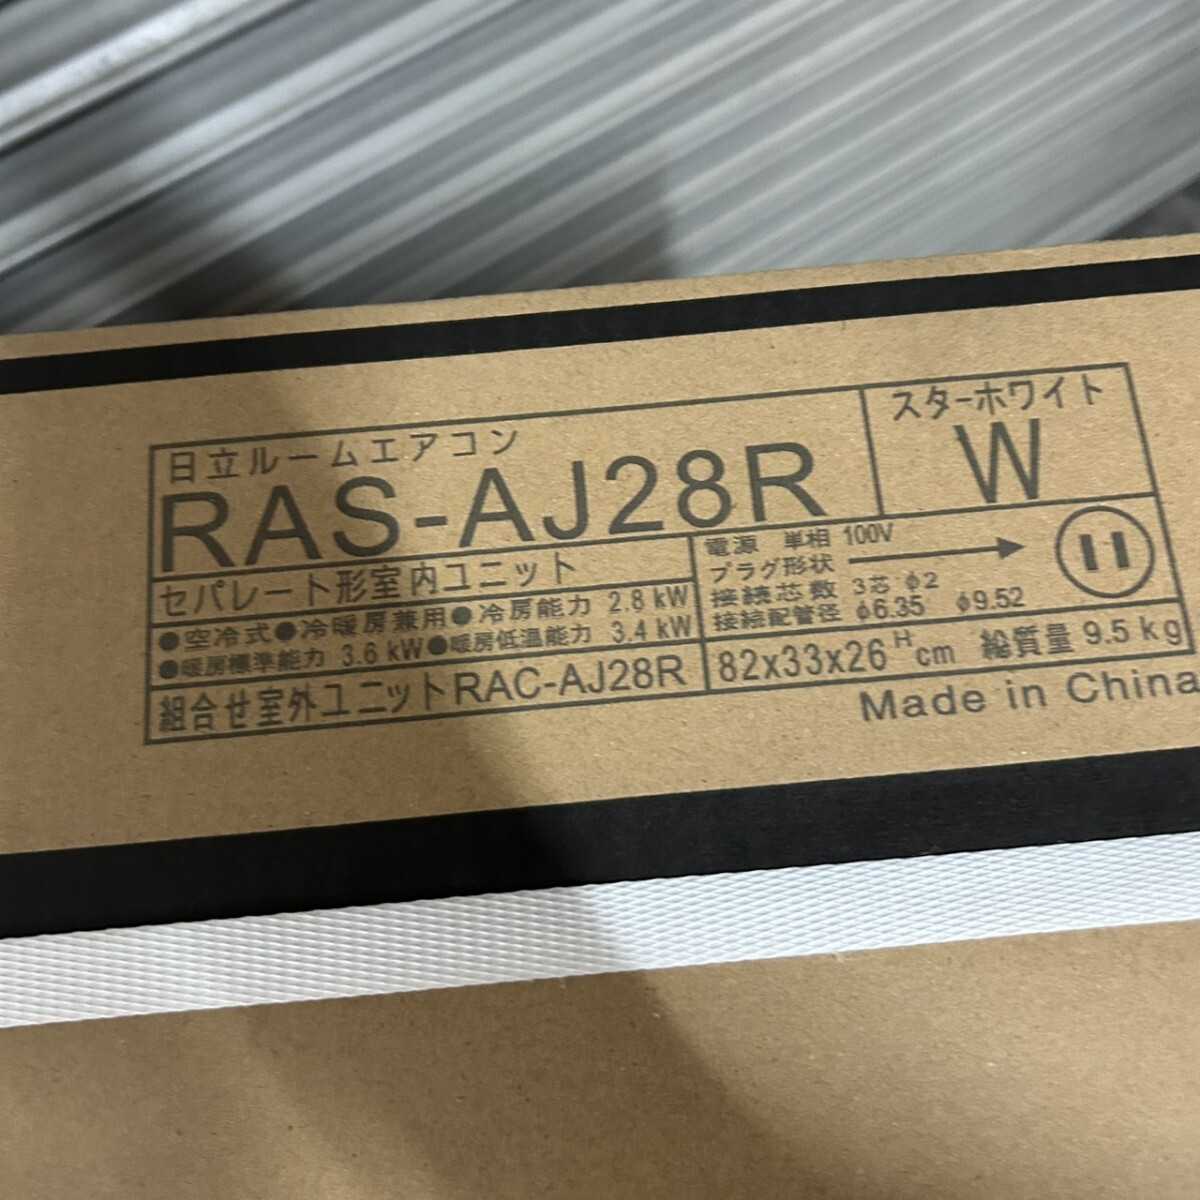 日立ルームエアコン
RAS-AJ28R
スターホワイト
W
セパレート形室内ユニット
●空冷式●冷暖房兼用●冷房能力 2.8 kW
●暖房標準能力 3.6 kW●暖房低温能力 3.4 kW
組合せ室外ユニットRAC-AJ28R
電源 単相 100V
プラグ形状
接続芯数 3芯 φ2
接続配管径 φ6.35 φ9.52
82x33x26ᴴcm 総質量 9.5 kg
Made in China